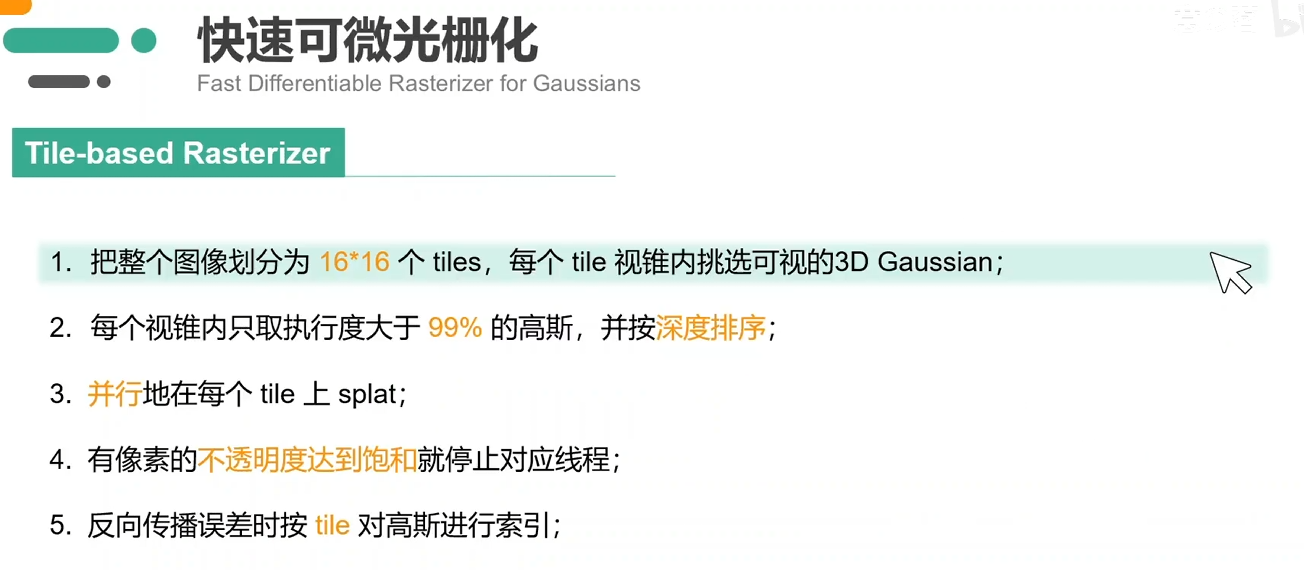 快速可微光栅化
Fast Differentiable Rasterizer for Gaussians
Tile-based Rasterizer
1. 把整个图像划分为 16*16 个 tiles，每个 tile 视锥内挑选可视的3D Gaussian；
2. 每个视锥内只取执行度大于 99% 的高斯，并按深度排序；
3. 并行地在每个 tile 上 splat；
4. 有像素的不透明度达到饱和就停止对应线程；
5. 反向传播误差时按 tile 对高斯进行索引；